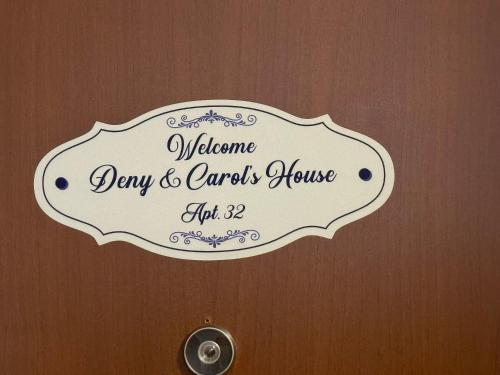 Welcome
Deny & Carol's House
Apt. 32